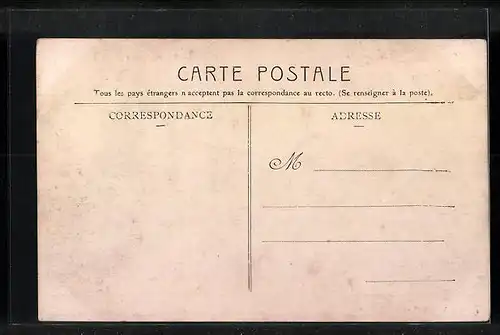 CARTE POSTALE
Tous les pays étrangers n'acceptent pas la correspondance au recto. (Se renseigner à la poste).
CORRESPONDANCE
ADRESSE
M